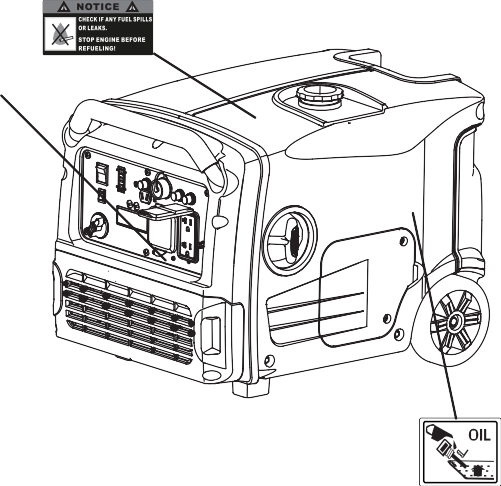 NOTICE
CHECK IF ANY FUEL SPILLS
OR LEAKS.
STOP ENGINE BEFORE
REFUELING!
OIL